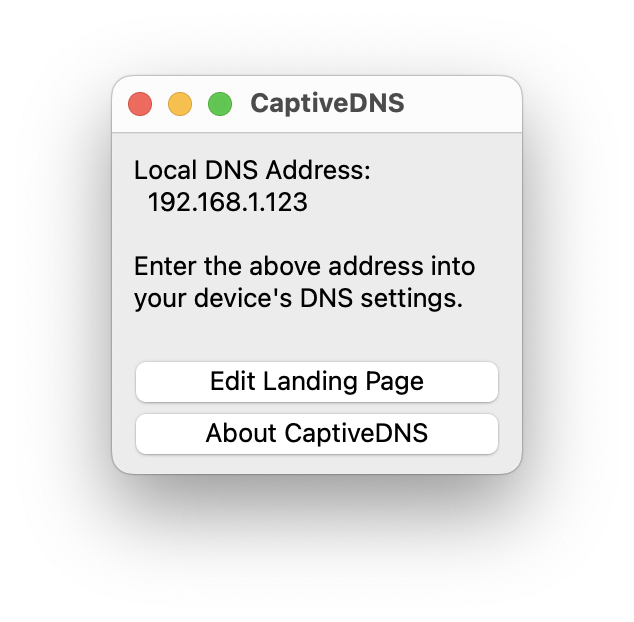 CaptiveDNS
Local DNS Address:
192.168.1.123
Enter the above address into
your device's DNS settings.
Edit Landing Page
About CaptiveDNS